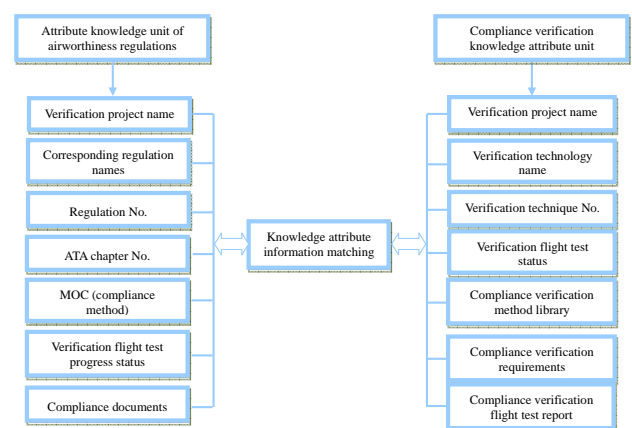 Attribute knowledge unit of
airworthiness regulations
Verification project name
Corresponding regulation
names
Regulation No.
ATA chapter No.
MOC (compliance
method)
Verification flight test
progress status
Compliance documents
Knowledge attribute
information matching
Compliance verification
knowledge attribute unit
Verification project name
Verification technology
name
Verification technique No.
Verification flight test
status
Compliance verification
method library
Compliance verification
requirements
Compliance verification
flight test report